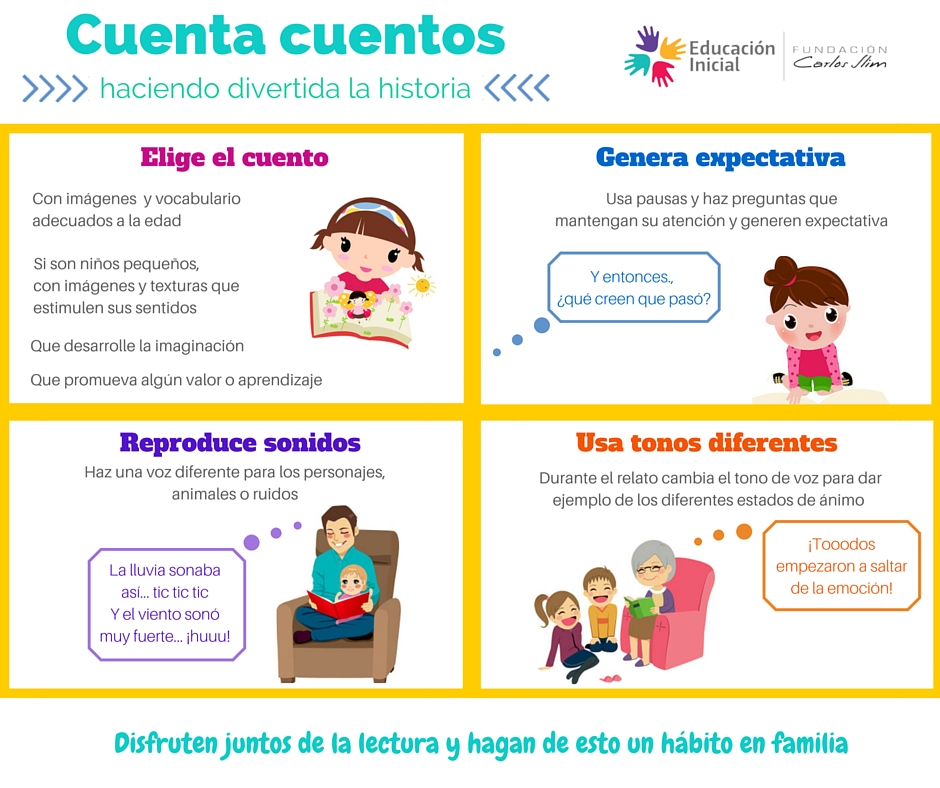 Cuenta cuentos
haciendo divertida la historia
Educación
Inicial
FUNDACIÓN
Carlos Slim
Elige el cuento
Con imágenes y vocabulario
adecuados a la edad
Si son niños pequeños,
con imágenes y texturas que
estimulen sus sentidos
Que desarrolle la imaginación
Que promueva algún valor o aprendizaje
Genera expectativa
Usa pausas y haz preguntas que
mantengan su atención y generen expectativa
Y entonces.,
¿qué creen que pasó?
Reproduce sonidos
Haz una voz diferente para los personajes,
animales o ruidos
La lluvia sonaba
así... tic tic tic
Y el viento sonó
muy fuerte... ¡huuu!
Usa tonos diferentes
Durante el relato cambia el tono de voz para dar
ejemplo de los diferentes estados de ánimo
¡Tooodos
empezaron a saltar
de la emoción!
Disfruten juntos de la lectura y hagan de esto un hábito en familia